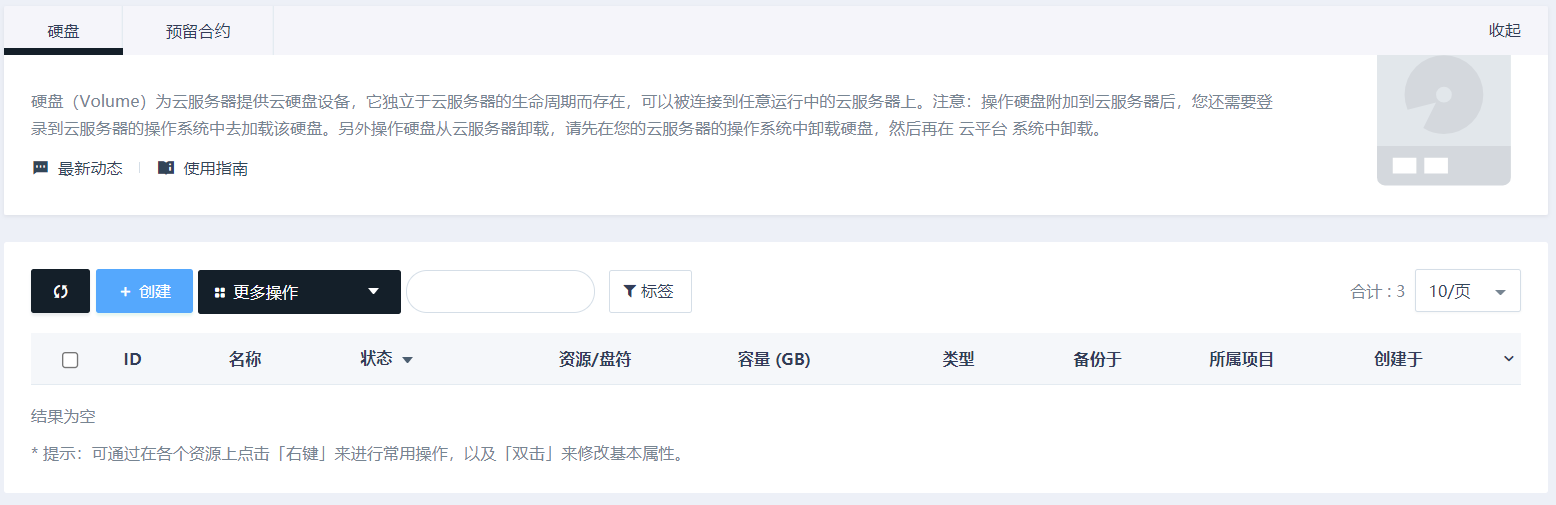 硬盘 预留合约 收起
硬盘（Volume）为云服务器提供云硬盘设备，它独立于云服务器的生命周期而存在，可以被连接到任意运行中的云服务器上。注意：操作硬盘附加到云服务器后，您还需要登
录到云服务器的操作系统中去加载该硬盘。另外操作硬盘从云服务器卸载，请先在您的云服务器的操作系统中卸载硬盘，然后再在 云平台 系统中卸载。
最新动态 使用指南
+ 创建 更多操作 标签 合计 : 3 10/页
ID 名称 状态 资源/盘符 容量 (GB) 类型 备份于 所属项目 创建于
结果为空
* 提示：可通过在各个资源上点击「右键」来进行常用操作，以及「双击」来修改基本属性。